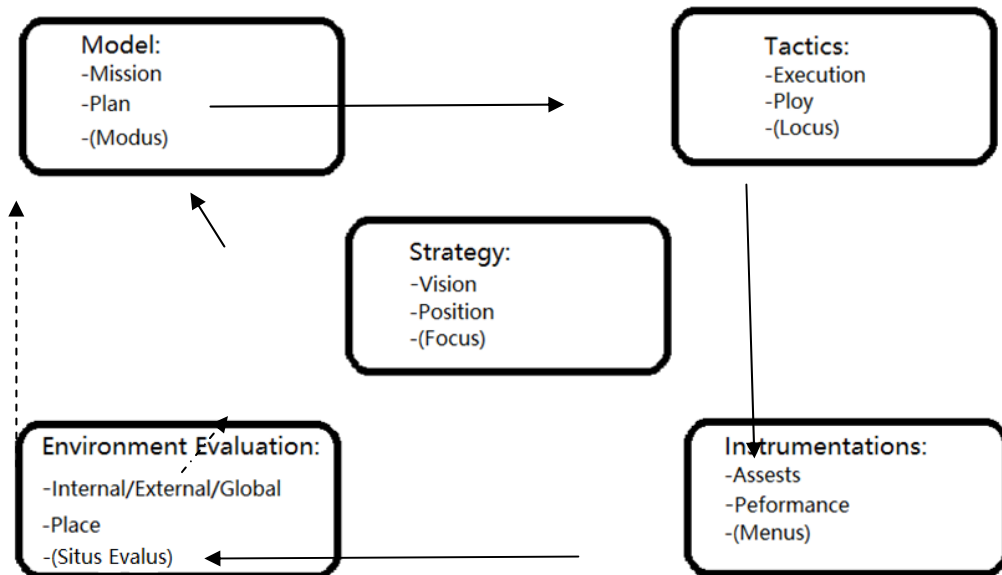 Model:
-Mission
-Plan
-(Modus)
Tactics:
-Execution
-Ploy
-(Locus)
Strategy:
-Vision
-Position
-(Focus)
Environment Evaluation:
-Internal/External/Global
-Place
-(Situs Evalus)
Instrumentations:
-Assests
-Peformance
-(Menus)